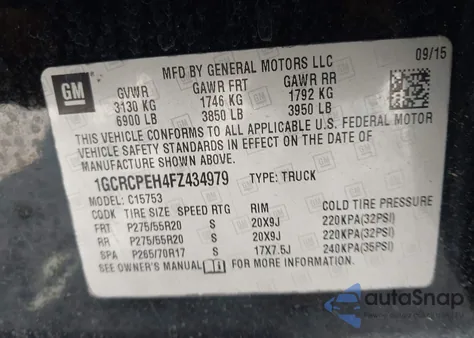 MFD BY GENERAL MOTORS LLC 09/15
GM
GVWR GAWR FRT GAWR RR
3130 KG 1746 KG 1792 KG
6900 LB 3850 LB 3950 LB
THIS VEHICLE CONFORMS TO ALL APPLICABLE U.S. FEDERAL MOTOR
VEHICLE SAFETY STANDARDS IN EFFECT ON THE DATE OF
MANUFACTURE SHOWN ABOVE.
1GCRCPEH4FZ434979 TYPE: TRUCK
MODEL: C15753
CQDK TIRE SIZE SPEED RTG RIM COLD TIRE PRESSURE
FRT P275/55R20 S 20X9J 220KPA(32PSI)
RR P275/55R20 S 20X9J 220KPA(32PSI)
SPA P265/70R17 S 17X7.5J 240KPA(35PSI)
SEE OWNER'S MANUAL FOR MORE INFORMATION
autoSnap